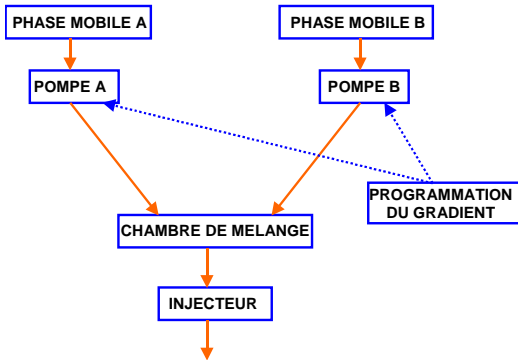 PHASE MOBILE A
PHASE MOBILE B
POMPE A
POMPE B
PROGRAMMATION
DU GRADIENT
CHAMBRE DE MELANGE
INJECTEUR